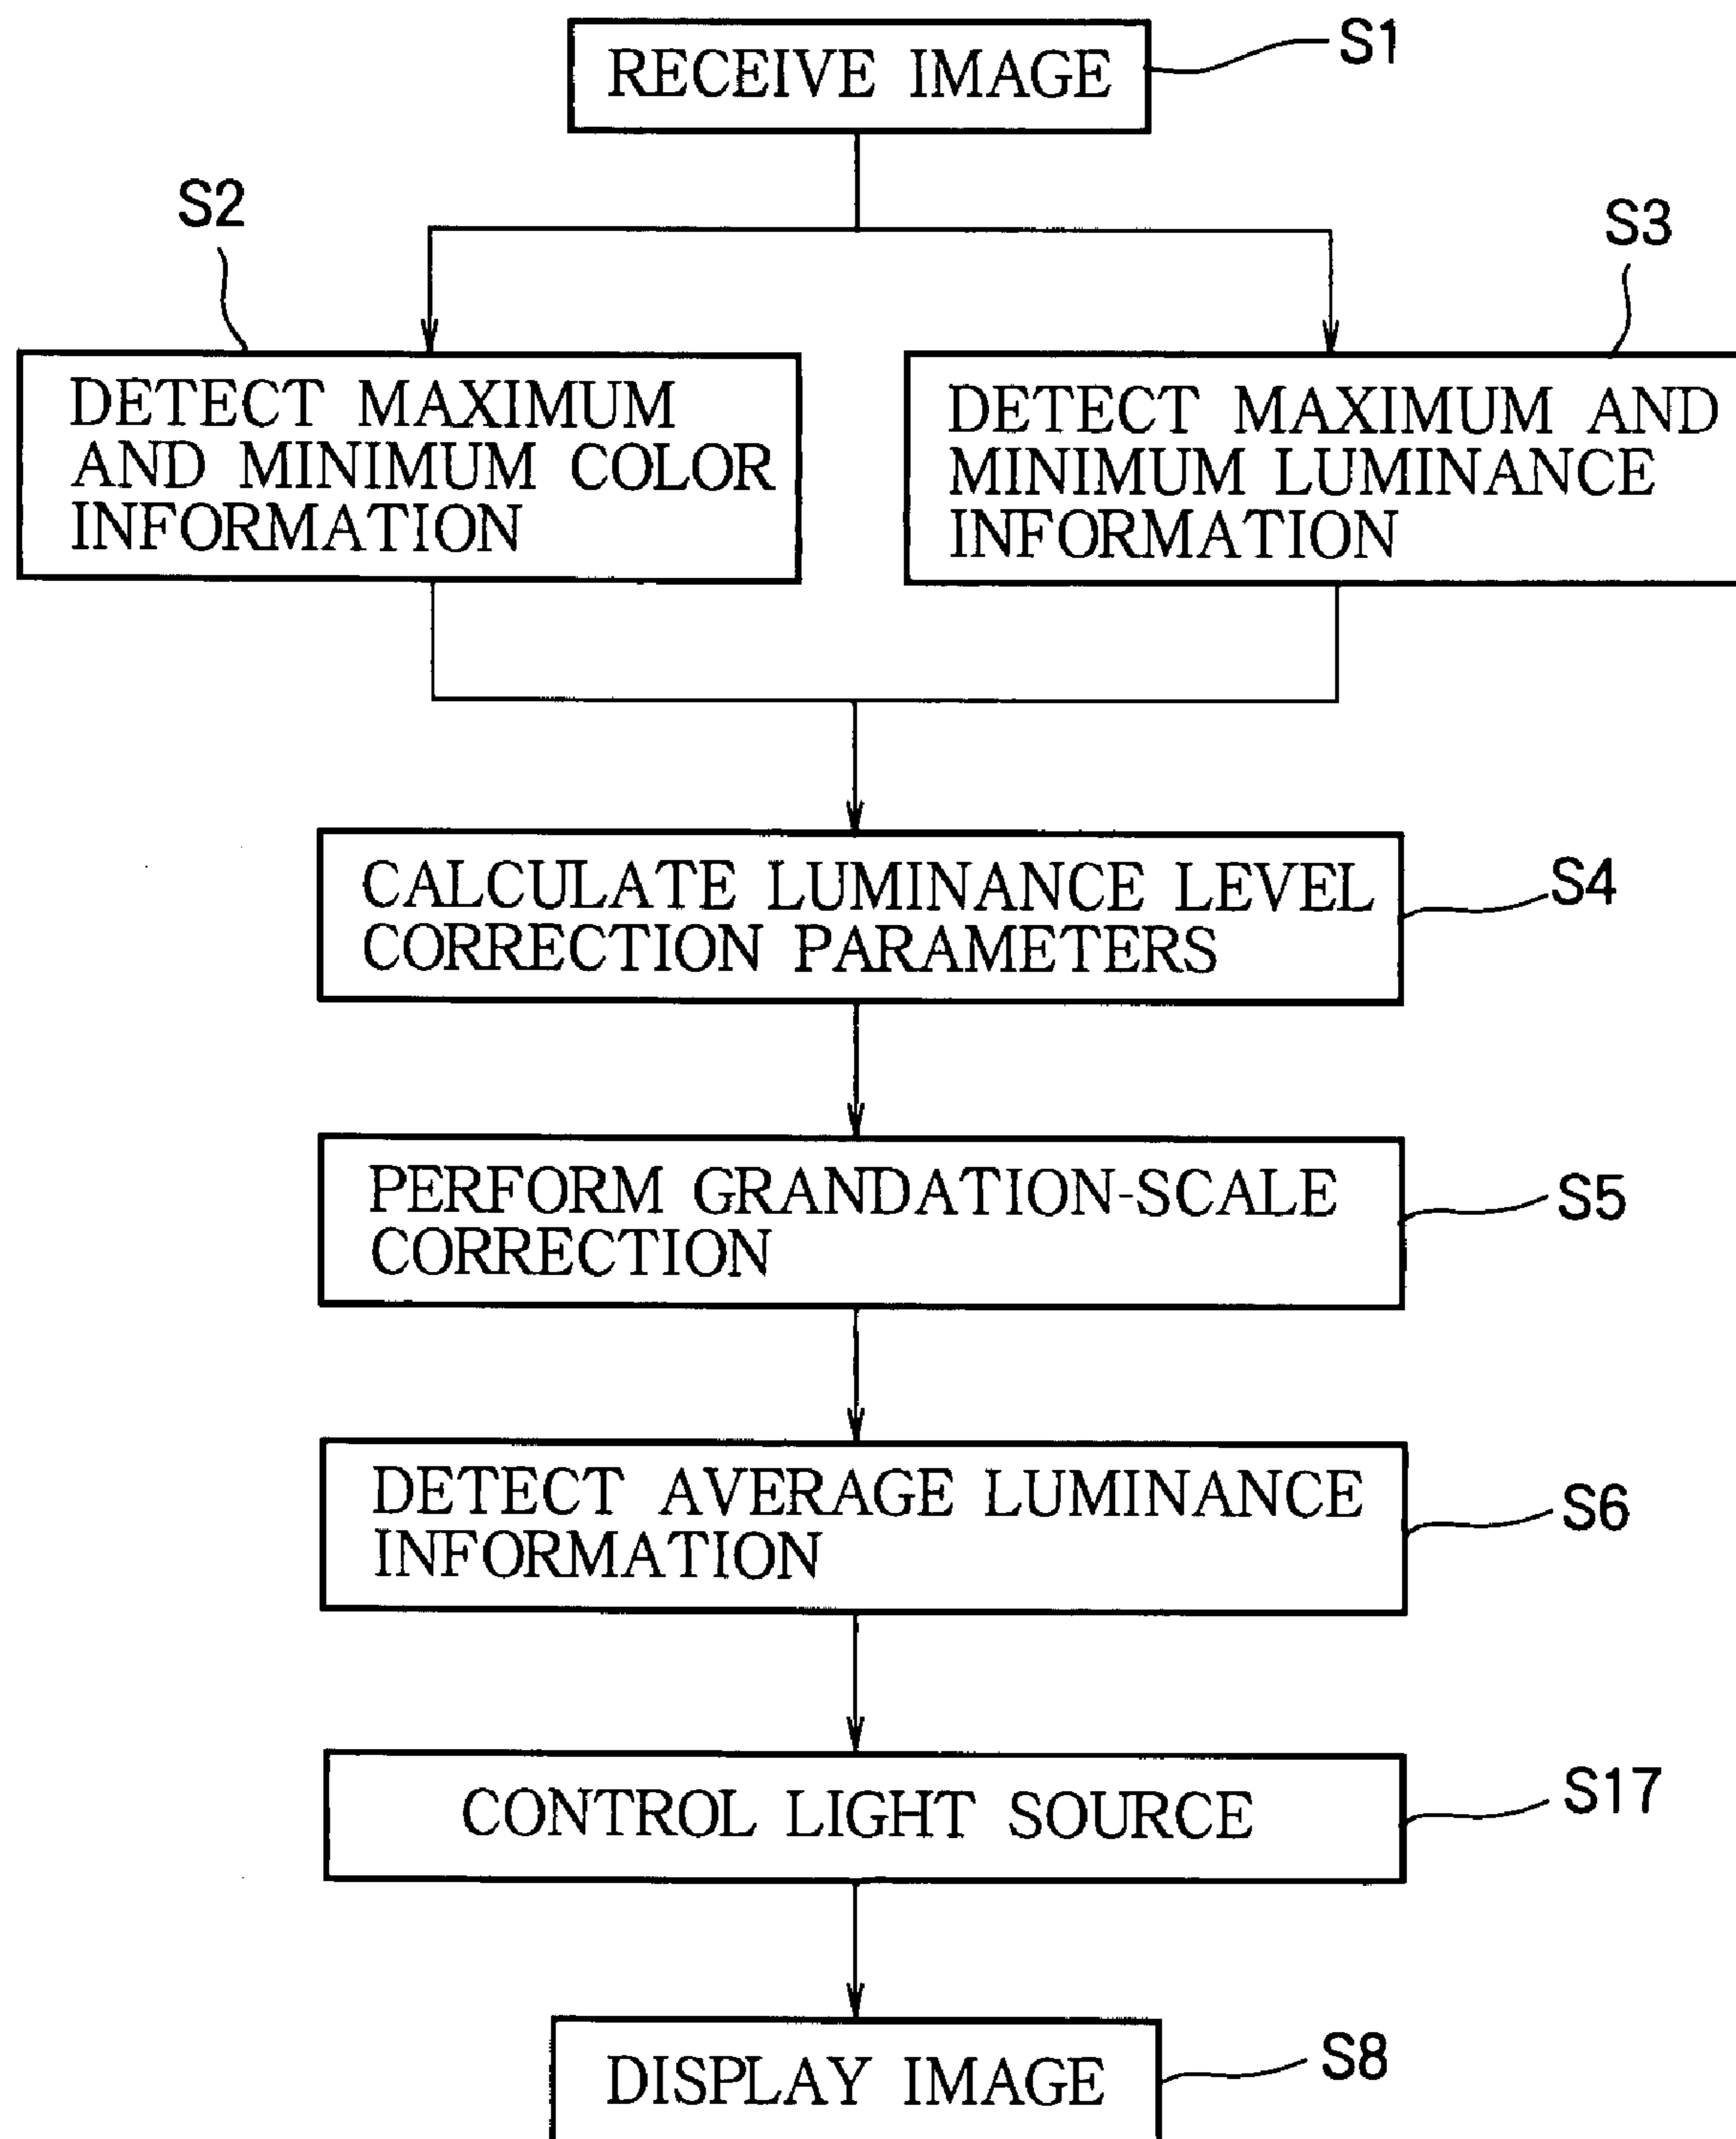 RECEIVE IMAGE
S1
S2
S3
DETECT MAXIMUM
AND MINIMUM COLOR
INFORMATION
DETECT MAXIMUM AND
MINIMUM LUMINANCE
INFORMATION
CALCULATE LUMINANCE LEVEL
CORRECTION PARAMETERS
S4
PERFORM GRANDATION-SCALE
CORRECTION
S5
DETECT AVERAGE LUMINANCE
INFORMATION
S6
CONTROL LIGHT SOURCE
S17
DISPLAY IMAGE
S8